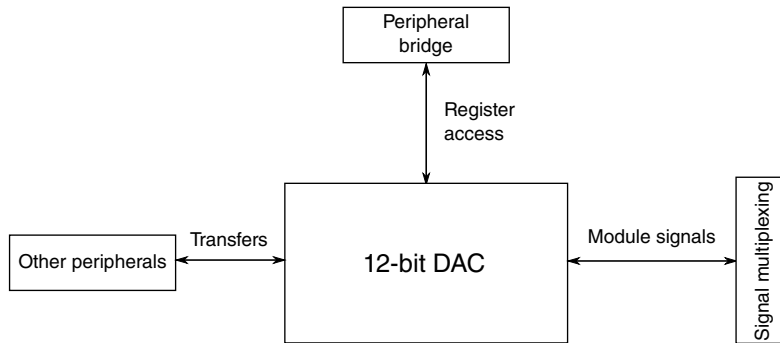 Peripheral
bridge
Register
access
Transfers
Module signals
Other peripherals
12-bit DAC
Signal multiplexing